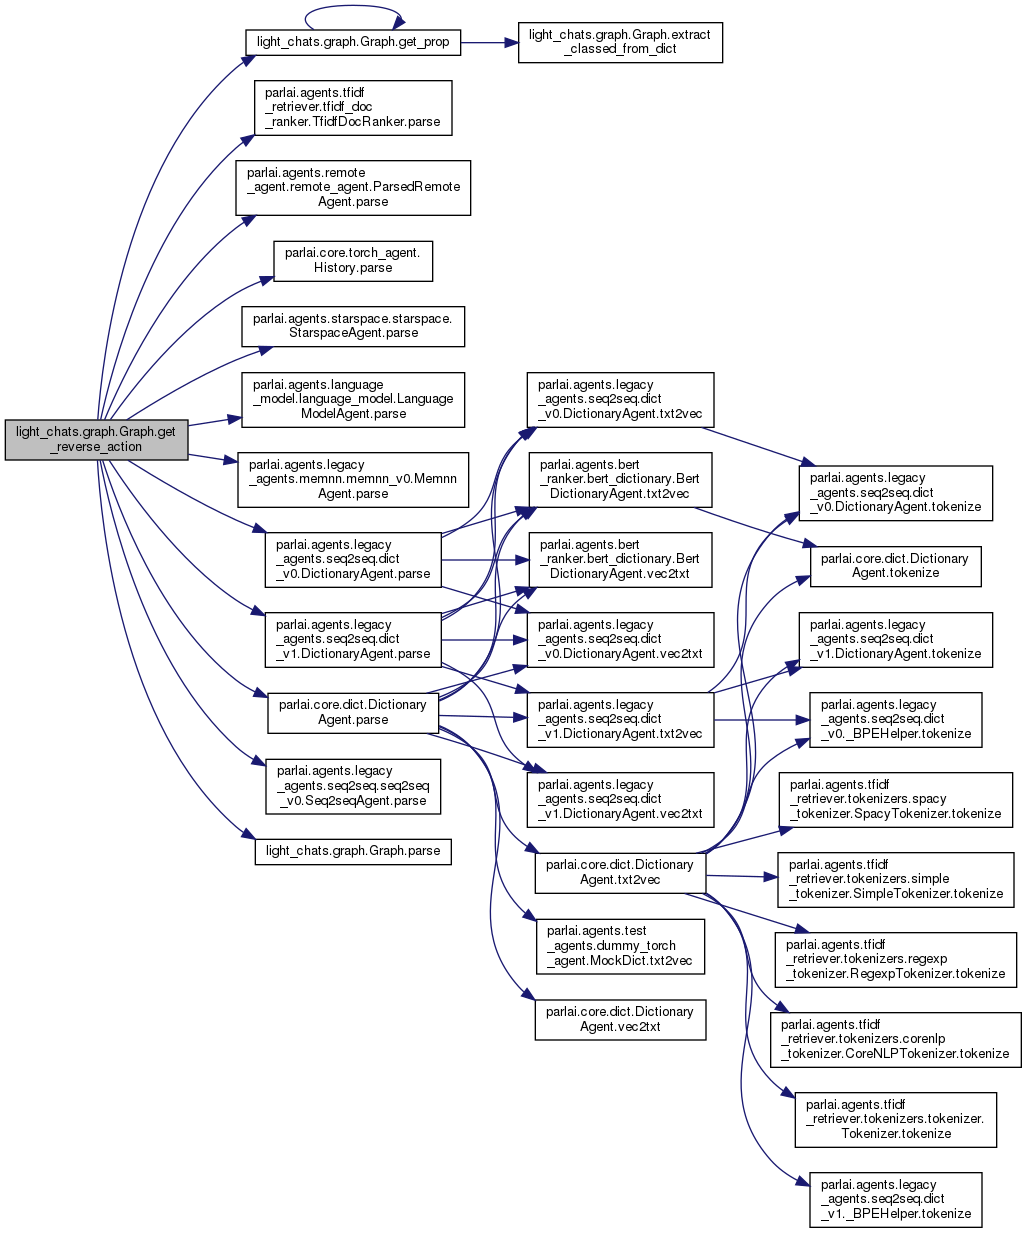 light_chats.graph.Graph.get
_reverse_action
light_chats.graph.Graph.get_prop
light_chats.graph.Graph.extract
_classed_from_dict
parlai.agents.tfidf
_retriever.tfidf_doc
_ranker.TfidfDocRanker.parse
parlai.agents.remote
_agent.remote_agent.ParsedRemote
Agent.parse
parlai.core.torch_agent.
History.parse
parlai.agents.starspace.starspace.
StarspaceAgent.parse
parlai.agents.language
_model.language_model.Language
ModelAgent.parse
parlai.agents.legacy
_agents.memnn.memnn_v0.Memnn
Agent.parse
parlai.agents.legacy
_agents.seq2seq.dict
_v0.DictionaryAgent.parse
parlai.agents.legacy
_agents.seq2seq.dict
_v1.DictionaryAgent.parse
parlai.core.dict.Dictionary
Agent.parse
parlai.agents.legacy
_agents.seq2seq.seq2seq
_v0.Seq2seqAgent.parse
light_chats.graph.Graph.parse
parlai.agents.legacy
_agents.seq2seq.dict
_v0.DictionaryAgent.txt2vec
parlai.agents.bert
_ranker.bert_dictionary.Bert
DictionaryAgent.txt2vec
parlai.agents.bert
_ranker.bert_dictionary.Bert
DictionaryAgent.vec2txt
parlai.agents.legacy
_agents.seq2seq.dict
_v0.DictionaryAgent.vec2txt
parlai.agents.legacy
_agents.seq2seq.dict
_v1.DictionaryAgent.txt2vec
parlai.agents.legacy
_agents.seq2seq.dict
_v1.DictionaryAgent.vec2txt
parlai.core.dict.Dictionary
Agent.txt2vec
parlai.agents.test
_agents.dummy_torch
_agent.MockDict.txt2vec
parlai.core.dict.Dictionary
Agent.vec2txt
parlai.agents.legacy
_agents.seq2seq.dict
_v0.DictionaryAgent.tokenize
parlai.core.dict.Dictionary
Agent.tokenize
parlai.agents.legacy
_agents.seq2seq.dict
_v1.DictionaryAgent.tokenize
parlai.agents.legacy
_agents.seq2seq.dict
_v0._BPEHelper.tokenize
parlai.agents.tfidf
_retriever.tokenizers.spacy
_tokenizer.SpacyTokenizer.tokenize
parlai.agents.tfidf
_retriever.tokenizers.simple
_tokenizer.SimpleTokenizer.tokenize
parlai.agents.tfidf
_retriever.tokenizers.regexp
_tokenizer.RegexpTokenizer.tokenize
parlai.agents.tfidf
_retriever.tokenizers.corenlp
_tokenizer.CoreNLPTokenizer.tokenize
parlai.agents.tfidf
_retriever.tokenizers.tokenizer.
Tokenizer.tokenize
parlai.agents.legacy
_agents.seq2seq.dict
_v1._BPEHelper.tokenize